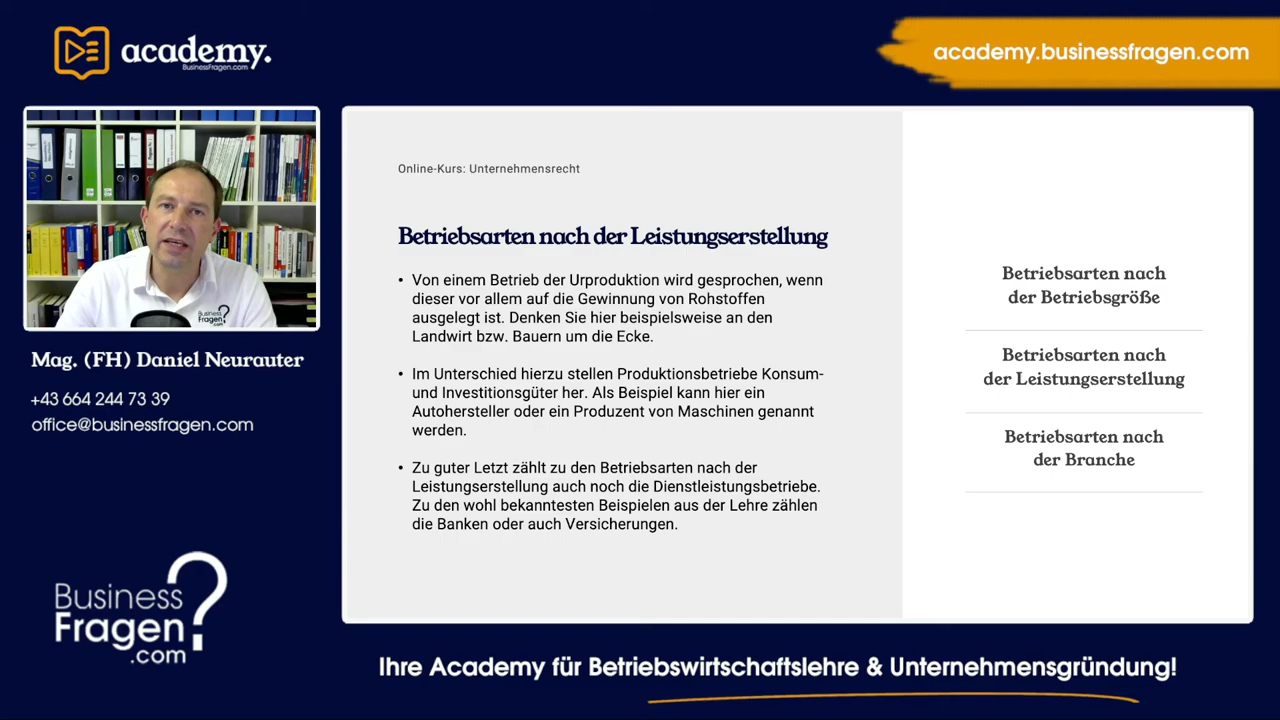 academy.
BusinessFragen.com
academy.businessfragen.com
Business
Fragen?
.com
Mag. (FH) Daniel Neurauter
+43 664 244 73 39
office@businessfragen.com
Online-Kurs: Unternehmensrecht
Betriebsarten nach der Leistungserstellung
• Von einem Betrieb der Urproduktion wird gesprochen, wenn
dieser vor allem auf die Gewinnung von Rohstoffen
ausgelegt ist. Denken Sie hier beispielsweise an den
Landwirt bzw. Bauern um die Ecke.
• Im Unterschied hierzu stellen Produktionsbetriebe Konsum-
und Investitionsgüter her. Als Beispiel kann hier ein
Autohersteller oder ein Produzent von Maschinen genannt
werden.
• Zu guter Letzt zählt zu den Betriebsarten nach der
Leistungserstellung auch noch die Dienstleistungsbetriebe.
Zu den wohl bekanntesten Beispielen aus der Lehre zählen
die Banken oder auch Versicherungen.
Betriebsarten nach
der Betriebsgröße
Betriebsarten nach
der Leistungserstellung
Betriebsarten nach
der Branche
Business
Fragen?
.com
Ihre Academy für Betriebswirtschaftslehre & Unternehmensgründung!